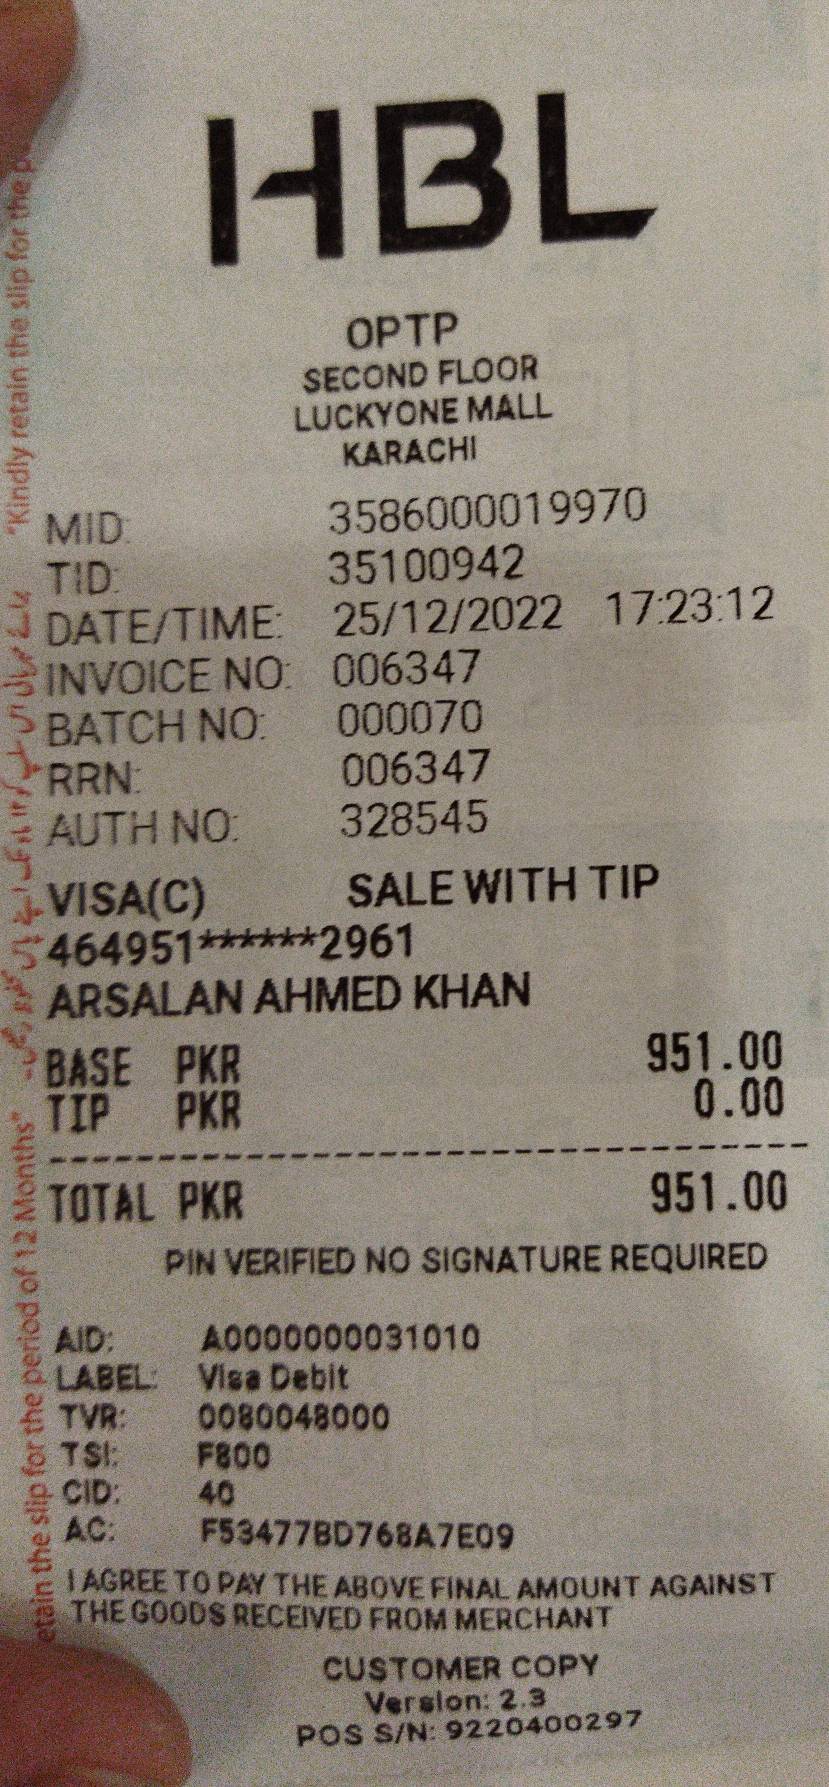 HBL
OPTP
SECOND FLOOR
LUCKYONE MALL
KARACHI
MID: 3586000019970
TID: 35100942
DATE/TIME: 25/12/2022 17:23:12
INVOICE NO: 006347
BATCH NO: 000070
RRN: 006347
AUTH NO: 328545
VISA(C) SALE WITH TIP
464951******2961
ARSALAN AHMED KHAN
BASE PKR 951.00
TIP PKR 0.00
TOTAL PKR 951.00
PIN VERIFIED NO SIGNATURE REQUIRED
AID: A0000000031010
LABEL: Visa Debit
TVR: 0080048000
TSI: F800
CID: 40
AC: F53477BD768A7E09
I AGREE TO PAY THE ABOVE FINAL AMOUNT AGAINST
THE GOODS RECEIVED FROM MERCHANT
CUSTOMER COPY
Version: 2.3
POS S/N: 9220400297
etain the slip for the period of 12 Months"
"Kindly retain the slip for the p